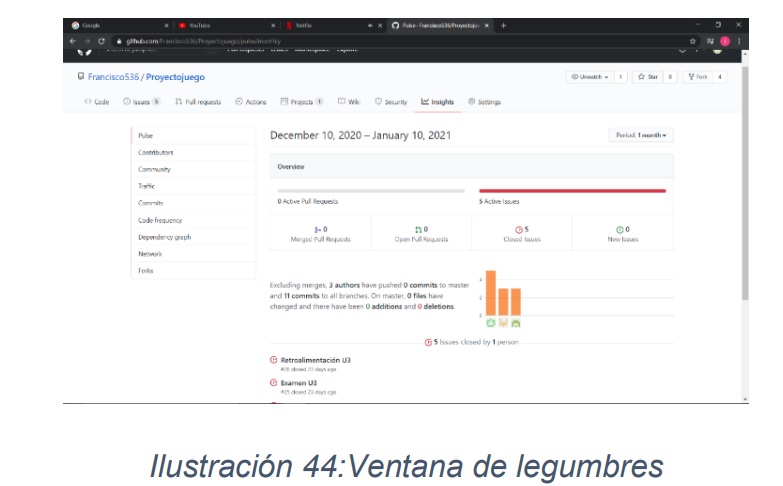 Google
YouTube
Netflix
Pulse · Francisco536/Proyectojuego
github.com/Francisco536/Proyectojuego/pulse/monthly
Francisco536 / Proyectojuego
Unwatch 1 Star 0 Fork 4
Code Issues 5 Pull requests Actions Projects 1 Wiki Security Insights Settings
Pulse
Contributors
Community
Traffic
Commits
Code frequency
Dependency graph
Network
Forks
December 10, 2020 – January 10, 2021
Period: 1 month
Overview
0 Active Pull Requests
5 Active Issues
0
Merged Pull Requests
0
Open Pull Requests
5
Closed Issues
0
New Issues
Excluding merges, 3 authors have pushed 0 commits to master
and 11 commits to all branches. On master, 0 files have
changed and there have been 0 additions and 0 deletions.
4
2
0
5 Issues closed by 1 person
Retroalimentación U3
#26 closed 23 days ago
Examen U3
#25 closed 23 days ago
Ilustración 44:Ventana de legumbres